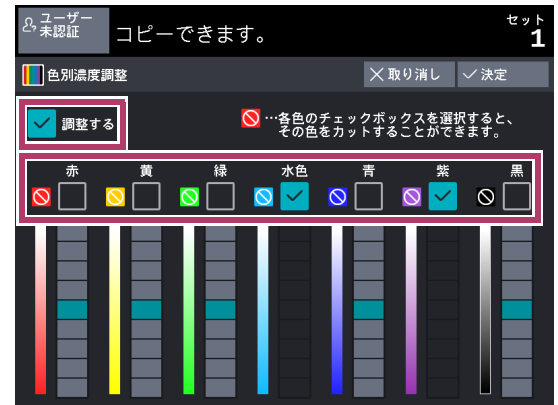 ユーザー
未認証
コピーできます。
セット
1
色別濃度調整
取り消し
決定
調整する
…各色のチェックボックスを選択すると、
その色をカットすることができます。
赤 黄 緑 水色 青 紫 黒